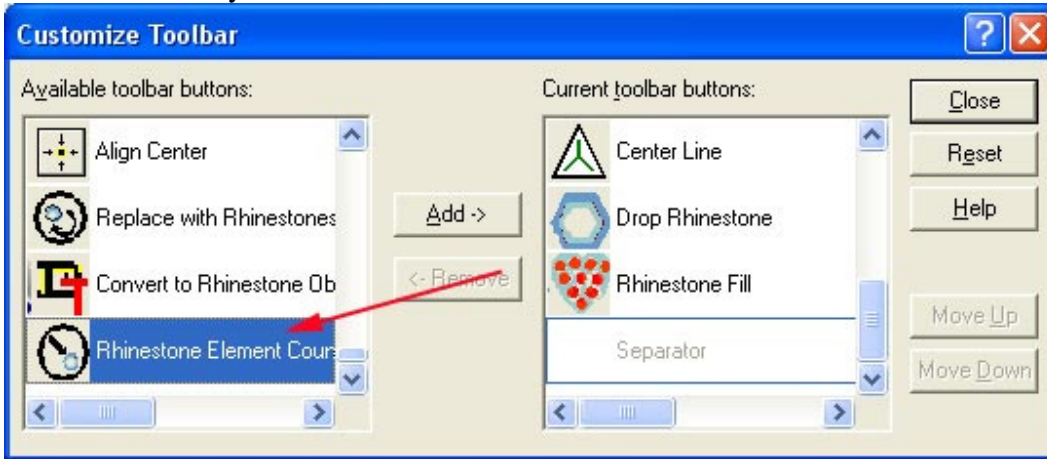 Customize Toolbar
Available toolbar buttons:
Align Center
Replace with Rhinestones
Convert to Rhinestone Ob
Rhinestone Element Coun
Add ->
<- Remove
Current toolbar buttons:
Center Line
Drop Rhinestone
Rhinestone Fill
Separator
Close
Reset
Help
Move Up
Move Down